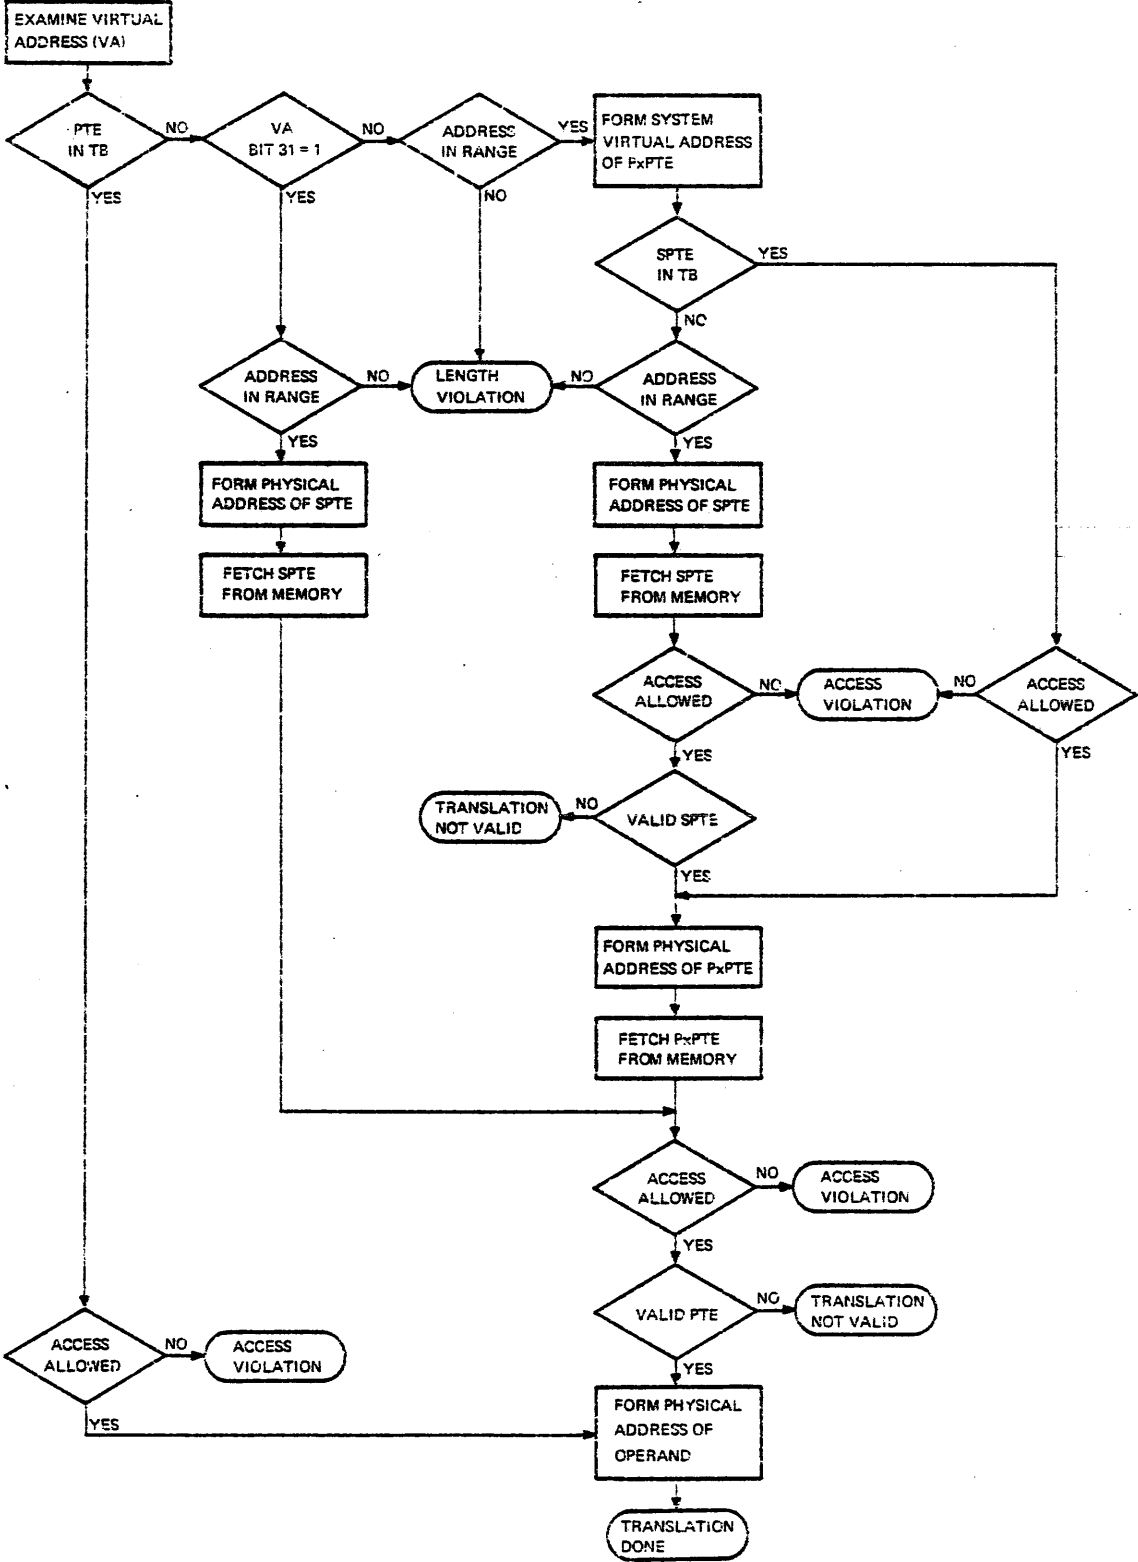 EXAMINE VIRTUAL
ADDRESS (VA)
PTE
IN TB
NO
VA
BIT 31 = 1
NO
ADDRESS
IN RANGE
YES
FORM SYSTEM
VIRTUAL ADDRESS
OF PxPTE
YES
YES
NO
SPTE
IN TB
YES
NO
ADDRESS
IN RANGE
NO
LENGTH
VIOLATION
NO
ADDRESS
IN RANGE
YES
YES
FORM PHYSICAL
ADDRESS OF SPTE
FORM PHYSICAL
ADDRESS OF SPTE
FETCH SPTE
FROM MEMORY
FETCH SPTE
FROM MEMORY
ACCESS
ALLOWED
NO
ACCESS
VIOLATION
NO
ACCESS
ALLOWED
YES
YES
TRANSLATION
NOT VALID
NO
VALID SPTE
YES
FORM PHYSICAL
ADDRESS OF PxPTE
FETCH PxPTE
FROM MEMORY
ACCESS
ALLOWED
NO
ACCESS
VIOLATION
YES
VALID PTE
NO
TRANSLATION
NOT VALID
ACCESS
ALLOWED
NO
ACCESS
VIOLATION
YES
YES
FORM PHYSICAL
ADDRESS OF
OPERAND
TRANSLATION
DONE